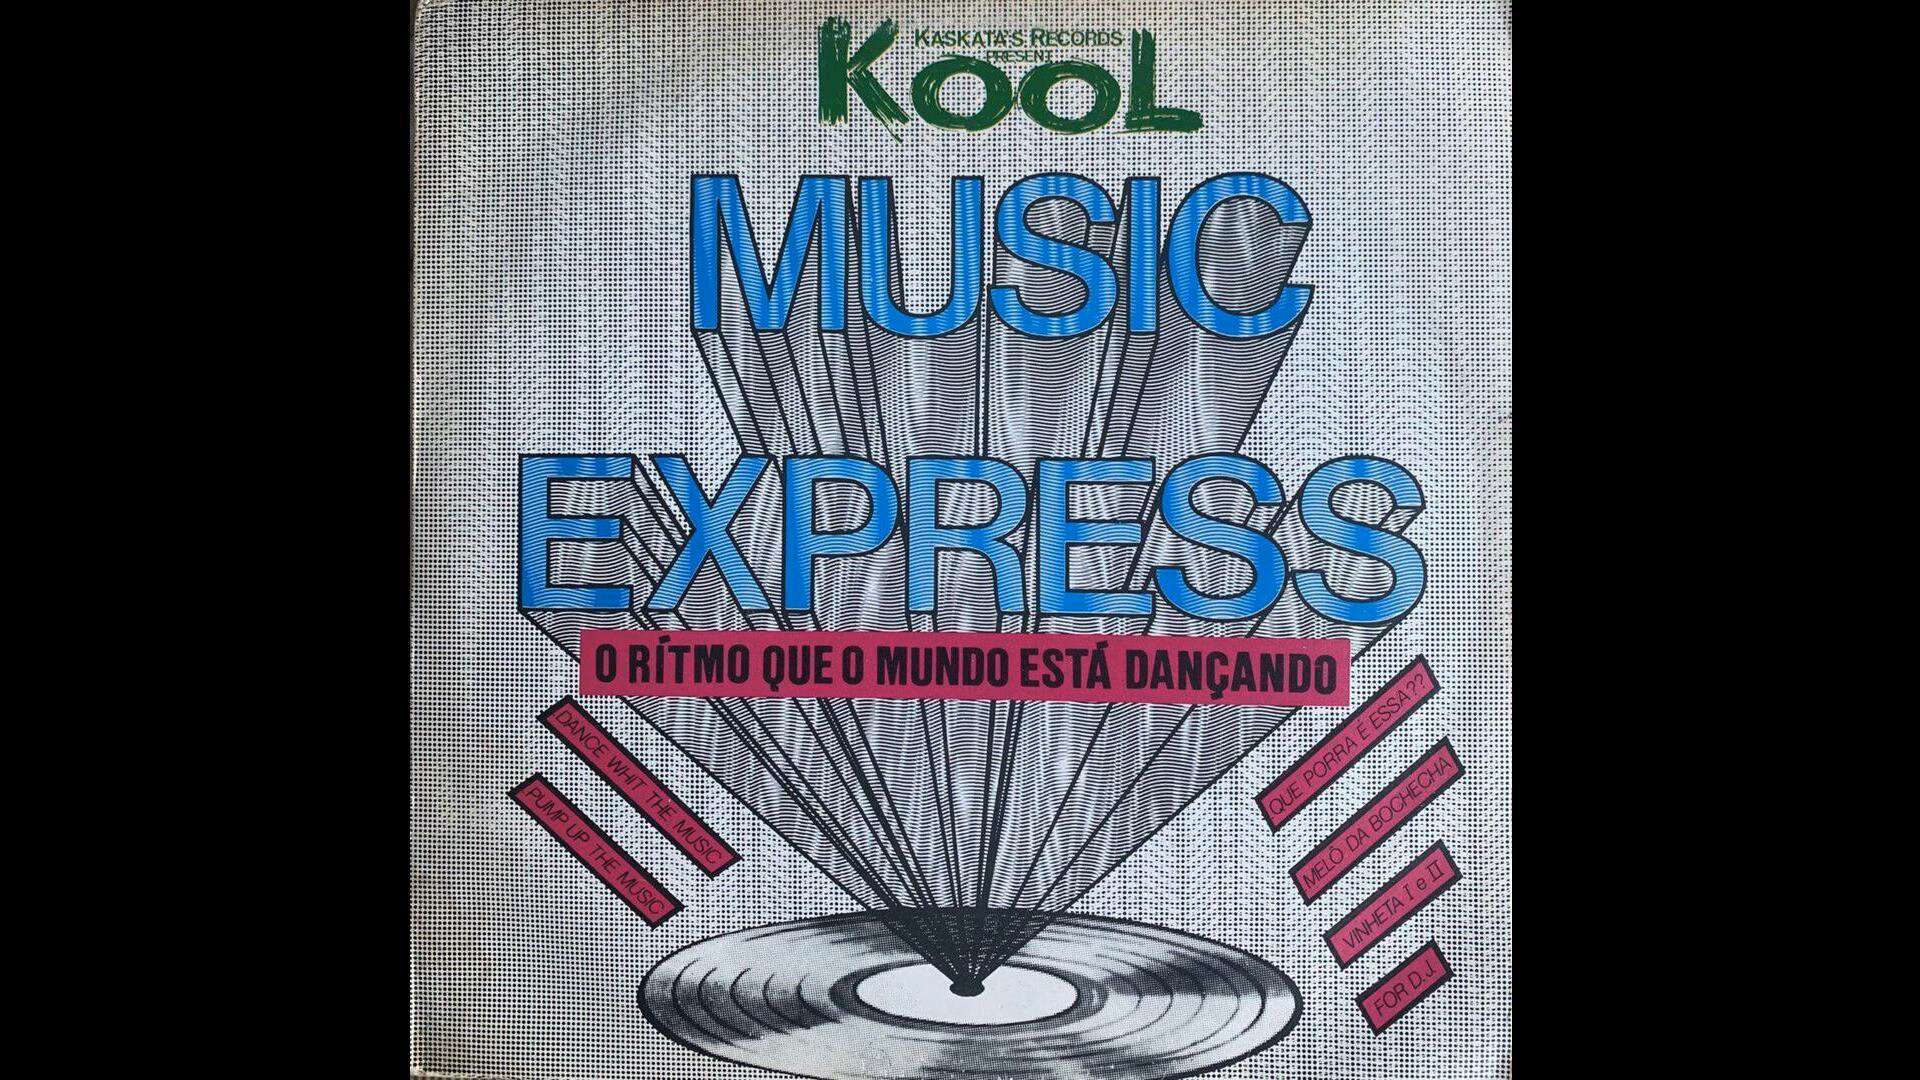 KASKATA'S RECORDS
PRESENT
KOOL
MUSIC
EXPRESS
O RÍTMO QUE O MUNDO ESTÁ DANÇANDO
DANCE WHIT THE MUSIC
PUMP UP THE MUSIC
QUE PORRA É ESSA??
MELÔ DA BOCHECHA
VINHETA I e II
FOR D.J.